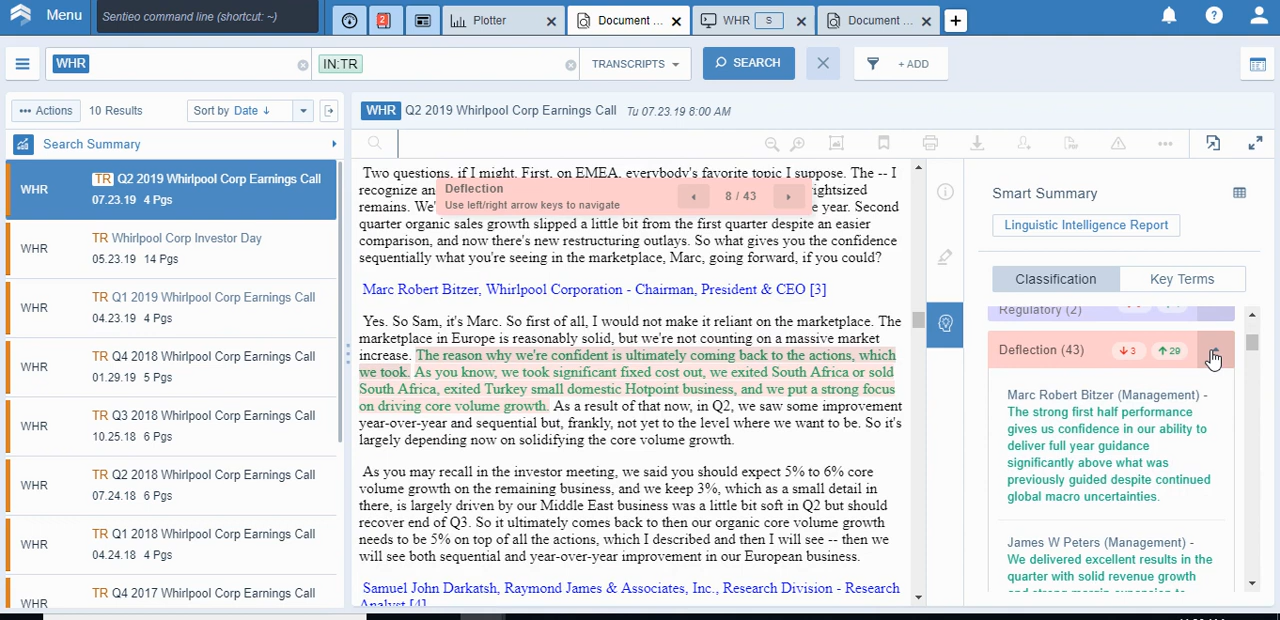 Menu
Sentieo command line (shortcut: ~)
2
Plotter
Document ...
WHR S
Document ...
WHR
IN:TR
TRANSCRIPTS
SEARCH
+ ADD
••• Actions
10 Results
Sort by Date ↓
Search Summary
WHR
TR Q2 2019 Whirlpool Corp Earnings Call
07.23.19 4 Pgs
WHR
TR Whirlpool Corp Investor Day
05.23.19 14 Pgs
WHR
TR Q1 2019 Whirlpool Corp Earnings Call
04.23.19 4 Pgs
WHR
TR Q4 2018 Whirlpool Corp Earnings Call
01.29.19 5 Pgs
WHR
TR Q3 2018 Whirlpool Corp Earnings Call
10.25.18 6 Pgs
WHR
TR Q2 2018 Whirlpool Corp Earnings Call
07.24.18 6 Pgs
WHR
TR Q1 2018 Whirlpool Corp Earnings Call
04.24.18 4 Pgs
WHR
TR Q4 2017 Whirlpool Corp Earnings Call
WHR Q2 2019 Whirlpool Corp Earnings Call Tu 07.23.19 8:00 AM
Two questions, if I might. First, on EMEA, everybody's favorite topic I suppose. The -- I
recognize an
rightsized
remains. We'
e year. Second
Deflection
Use left/right arrow keys to navigate
8 / 43
quarter organic sales growth slipped a little bit from the first quarter despite an easier
comparison, and now there's new restructuring outlays. So what gives you the confidence
sequentially what you're seeing in the marketplace, Marc, going forward, if you could?
Marc Robert Bitzer, Whirlpool Corporation - Chairman, President & CEO [3]
Yes. So Sam, it's Marc. So first of all, I would not make it reliant on the marketplace. The
marketplace in Europe is reasonably solid, but we're not counting on a massive market
increase. The reason why we're confident is ultimately coming back to the actions, which
we took. As you know, we took significant fixed cost out, we exited South Africa or sold
South Africa, exited Turkey small domestic Hotpoint business, and we put a strong focus
on driving core volume growth. As a result of that now, in Q2, we saw some improvement
year-over-year and sequential but, frankly, not yet to the level where we want to be. So it's
largely depending now on solidifying the core volume growth.
As you may recall in the investor meeting, we said you should expect 5% to 6% core
volume growth on the remaining business, and we keep 3%, which as a small detail in
there, is largely driven by our Middle East business was a little bit soft in Q2 but should
recover end of Q3. So it ultimately comes back to then our organic core volume growth
needs to be 5% on top of all the actions, which I described and then I will see -- then we
will see both sequential and year-over-year improvement in our European business.
Samuel John Darkatsh, Raymond James & Associates, Inc., Research Division - Research
Analyst [4]
Smart Summary
Linguistic Intelligence Report
Classification
Key Terms
Regulatory (2)
Deflection (43) ↓3 ↑29
Marc Robert Bitzer (Management) -
The strong first half performance
gives us confidence in our ability to
deliver full year guidance
significantly above what was
previously guided despite continued
global macro uncertainties.
James W Peters (Management) -
We delivered excellent results in the
quarter with solid revenue growth
and strong margin expansion to